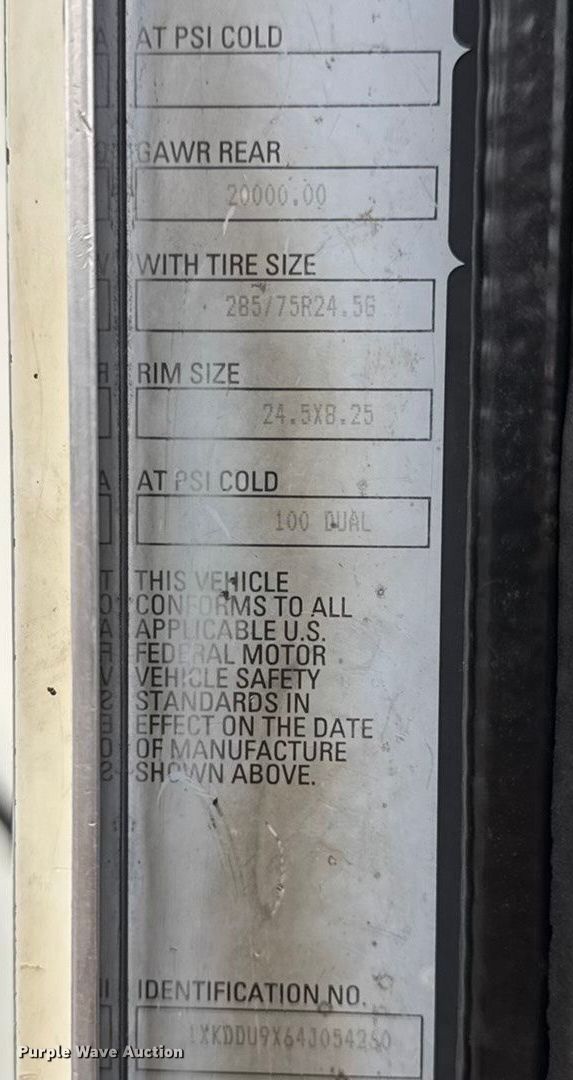 AT PSI COLD
GAWR REAR
20000.00
WITH TIRE SIZE
285/75R24.5G
RIM SIZE
24.5X8.25
AT PSI COLD
100 DUAL
THIS VEHICLE
CONFORMS TO ALL
APPLICABLE U.S.
FEDERAL MOTOR
VEHICLE SAFETY
STANDARDS IN
EFFECT ON THE DATE
OF MANUFACTURE
SHOWN ABOVE.
IDENTIFICATION NO.
1XKDDU9X64J054260
Purple Wave Auction